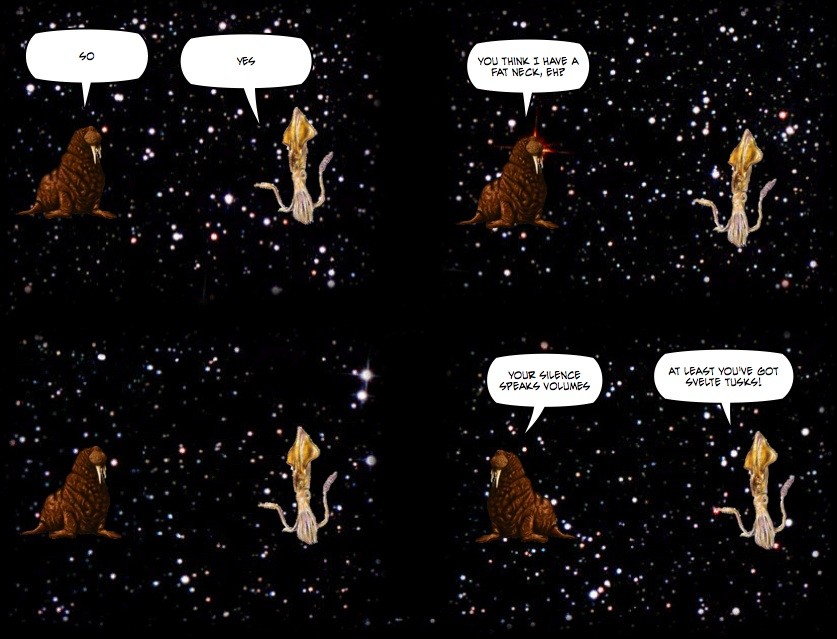 SO
YES
YOU THINK I HAVE A
FAT NECK, EH?
YOUR SILENCE
SPEAKS VOLUMES
AT LEAST YOU'VE GOT
SVELTE TUSKS!